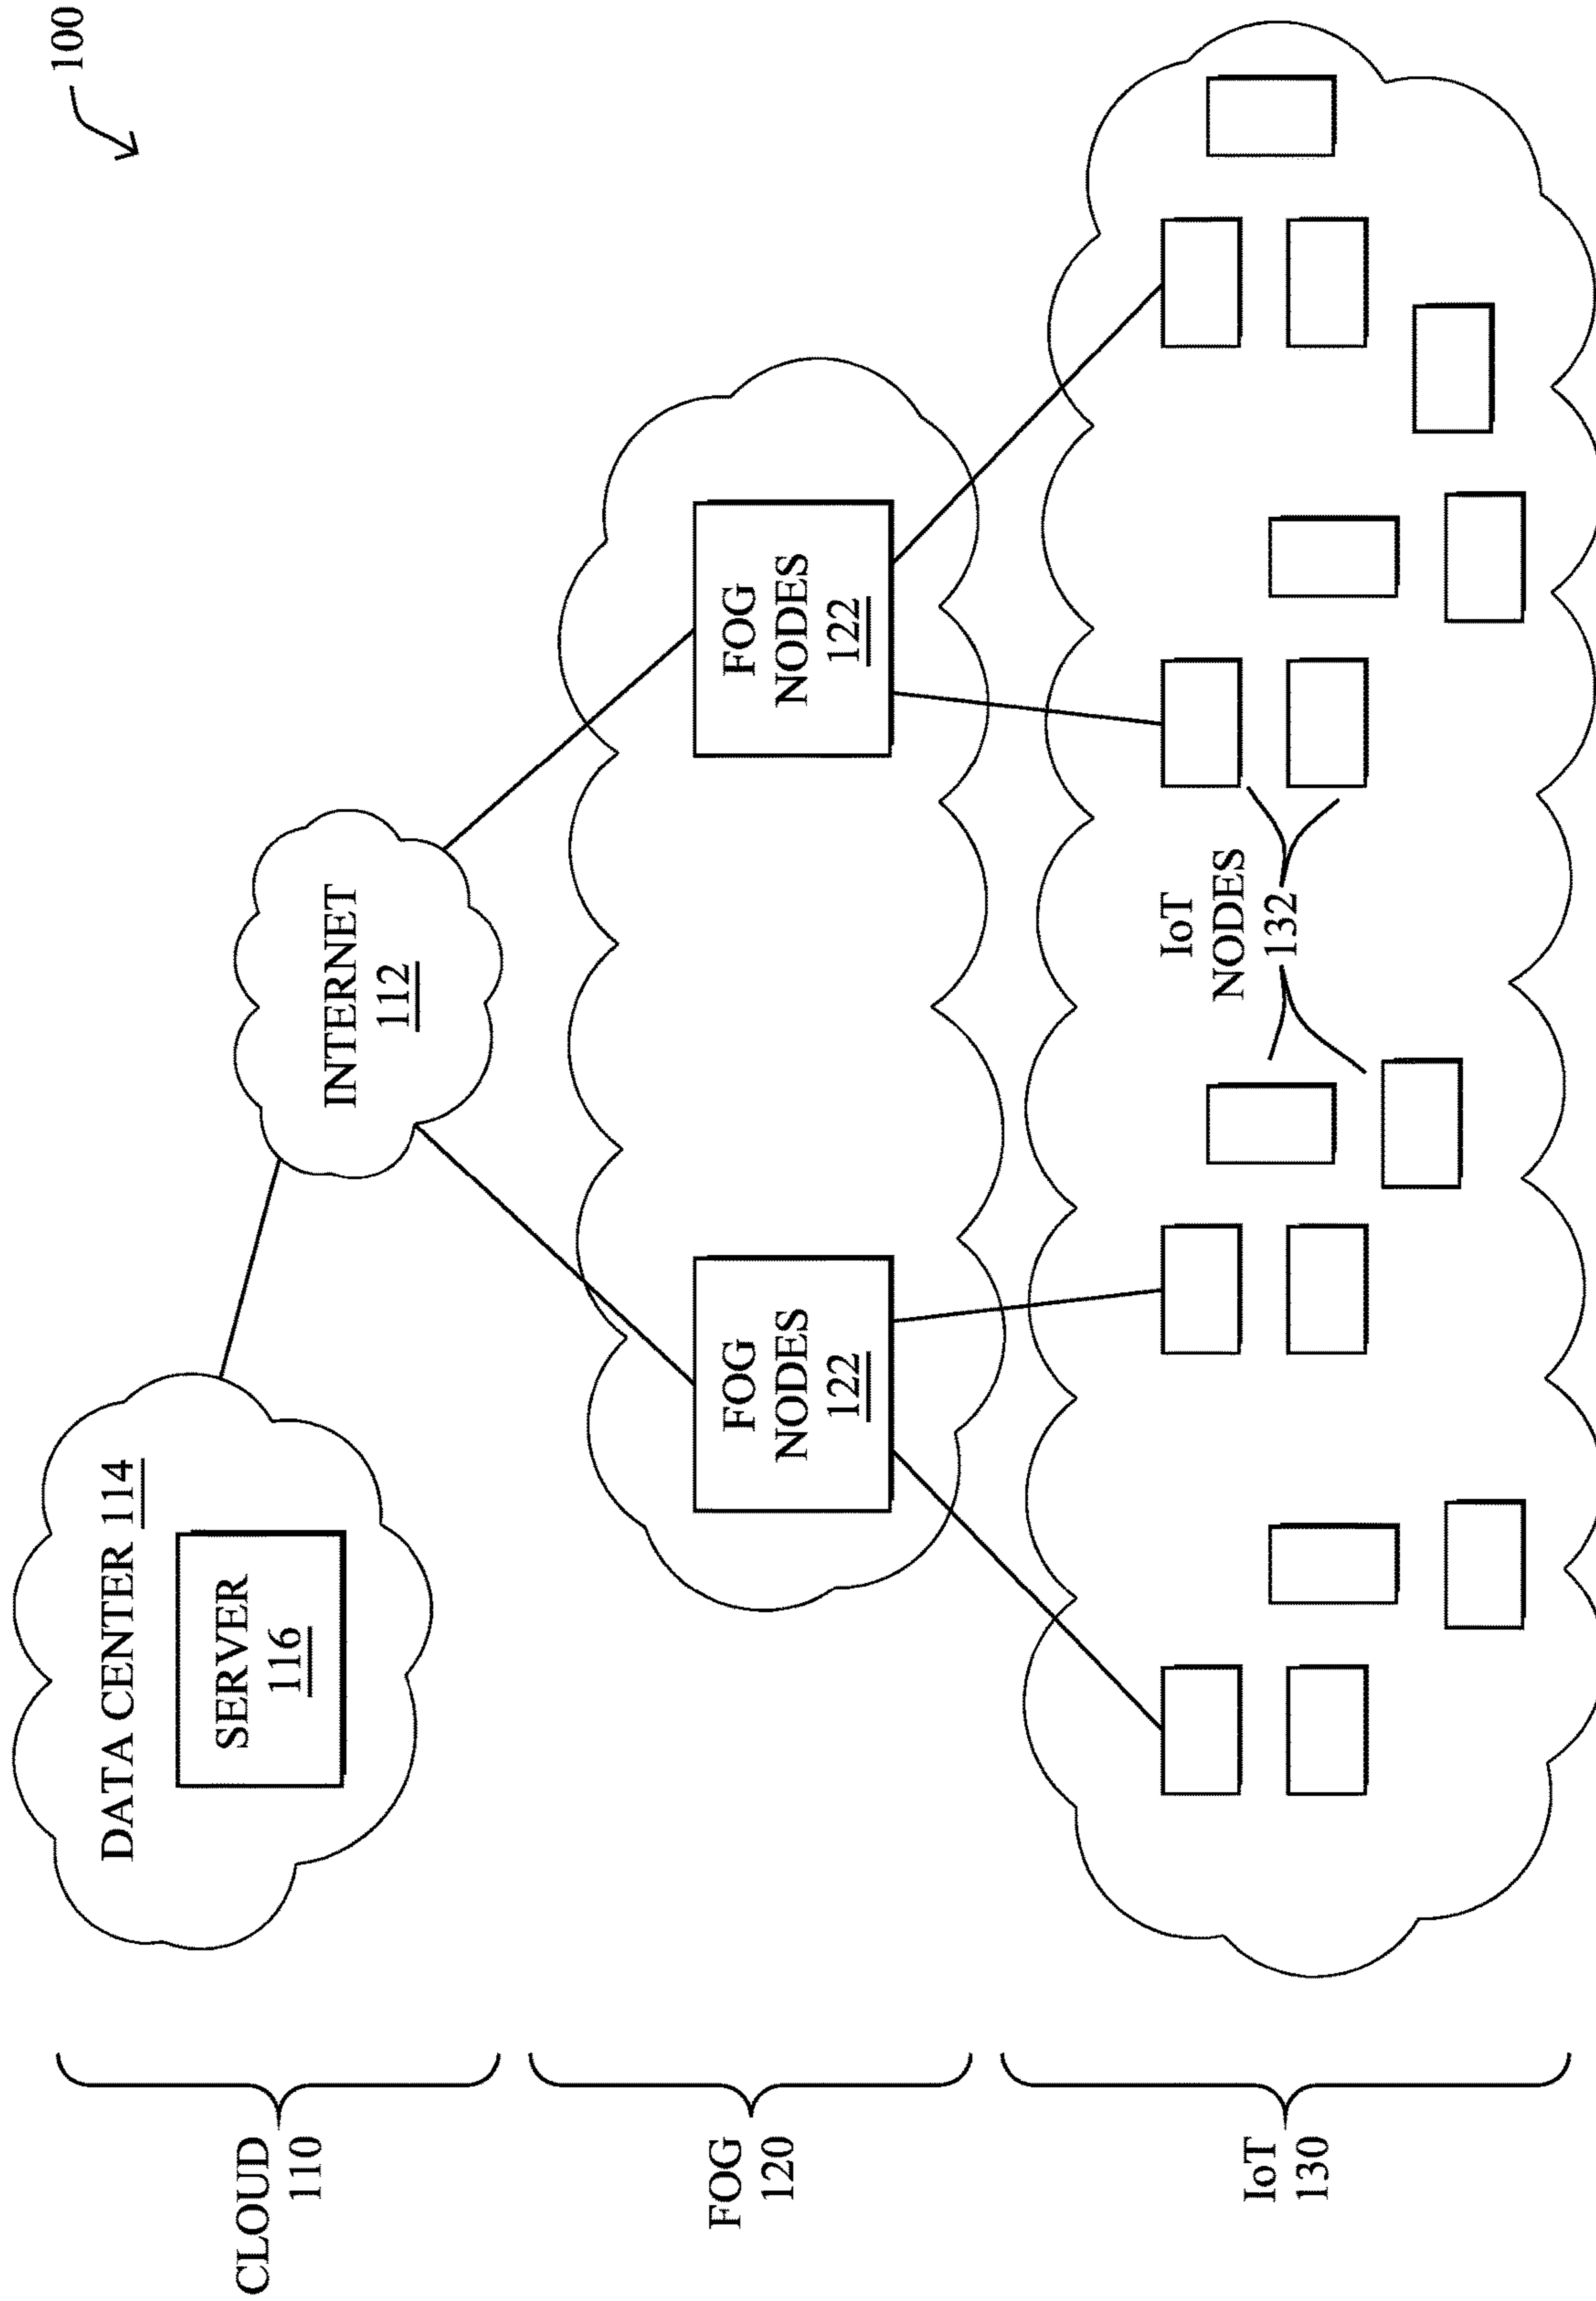 100
CLOUD
110
DATA CENTER 114
SERVER
116
INTERNET
112
FOG
120
FOG
NODES
122
FOG
NODES
122
IoT
130
IoT
NODES
132